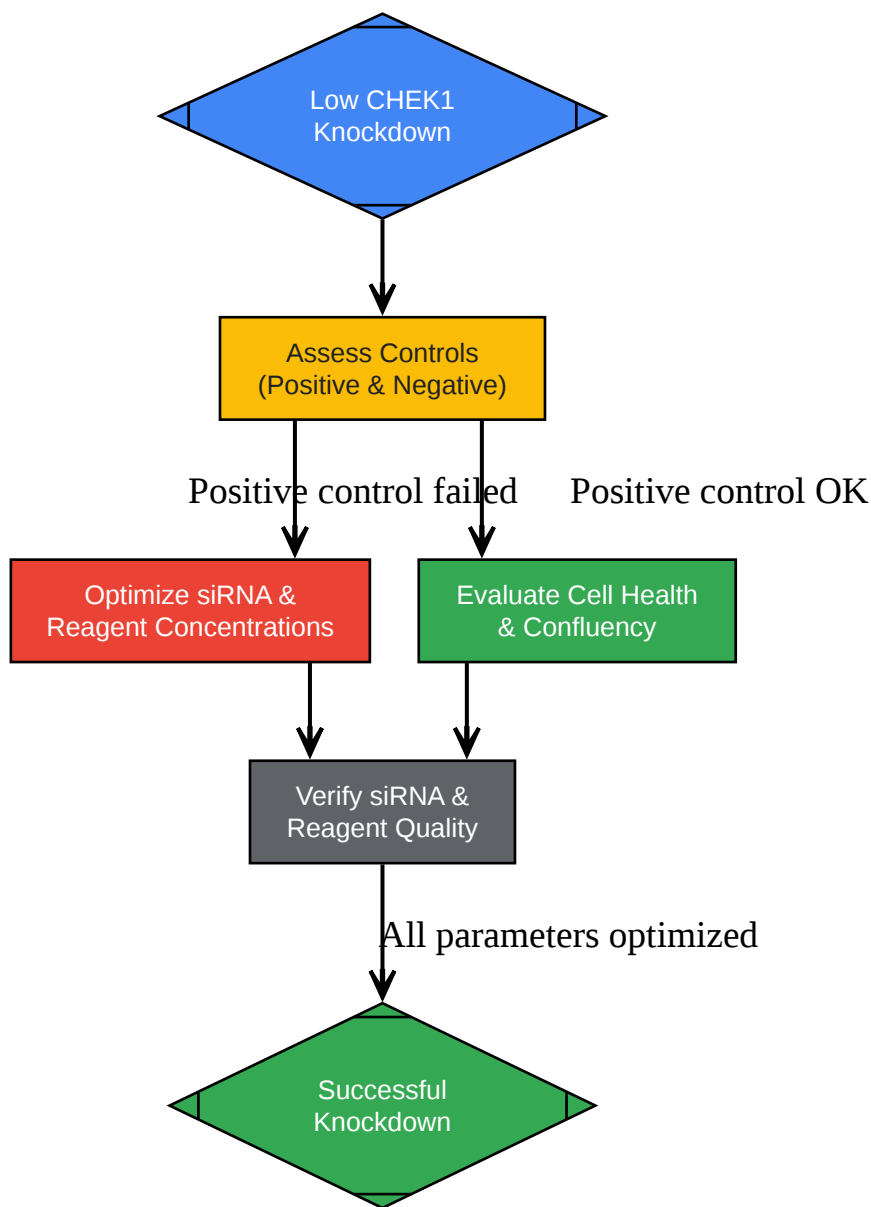 Low CHEK1
Knockdown
Assess Controls
(Positive & Negative)
Positive control failed
Positive control OK
Optimize siRNA &
Reagent Concentrations
Evaluate Cell Health
& Confluency
Verify siRNA &
Reagent Quality
All parameters optimized
Successful
Knockdown